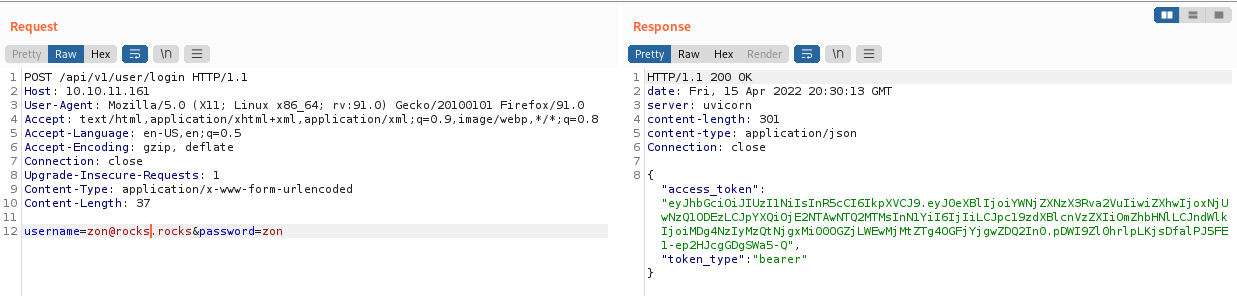 Request
Pretty Raw Hex \n
1 POST /api/v1/user/login HTTP/1.1
2 Host: 10.10.11.161
3 User-Agent: Mozilla/5.0 (X11; Linux x86_64; rv:91.0) Gecko/20100101 Firefox/91.0
4 Accept: text/html,application/xhtml+xml,application/xml;q=0.9,image/webp,*/*;q=0.8
5 Accept-Language: en-US,en;q=0.5
6 Accept-Encoding: gzip, deflate
7 Connection: close
8 Upgrade-Insecure-Requests: 1
9 Content-Type: application/x-www-form-urlencoded
10 Content-Length: 37
11
12 username=zon@rocks.rocks&password=zon
Response
Pretty Raw Hex Render \n
1 HTTP/1.1 200 OK
2 date: Fri, 15 Apr 2022 20:30:13 GMT
3 server: uvicorn
4 content-length: 301
5 content-type: application/json
6 Connection: close
7
8 {
"access_token":
"eyJhbGciOiJIUzI1NiIsInR5cCI6IkpXVCJ9.eyJ0eXBlIjoiYWNjZXNzX3Rva2VuIiwiZXhwIjoxNjU
wNzQ1ODEzLCJpYXQiOjE2NTAwNTQ2MTMsInN1YiI6IjIiLCJpc19zdXBlcnVzZXIiOmZhbHNlLCJndWlk
IjoiMDg4NzIyMzQtNjgxMi00OGZjLWEwMjMtZTg4OGFjYjgwZDQ2In0.pDWI9Zl0hrlpLKjsDfalPJ5FE
1-ep2HJcgGDgSWa5-Q",
"token_type":"bearer"
}